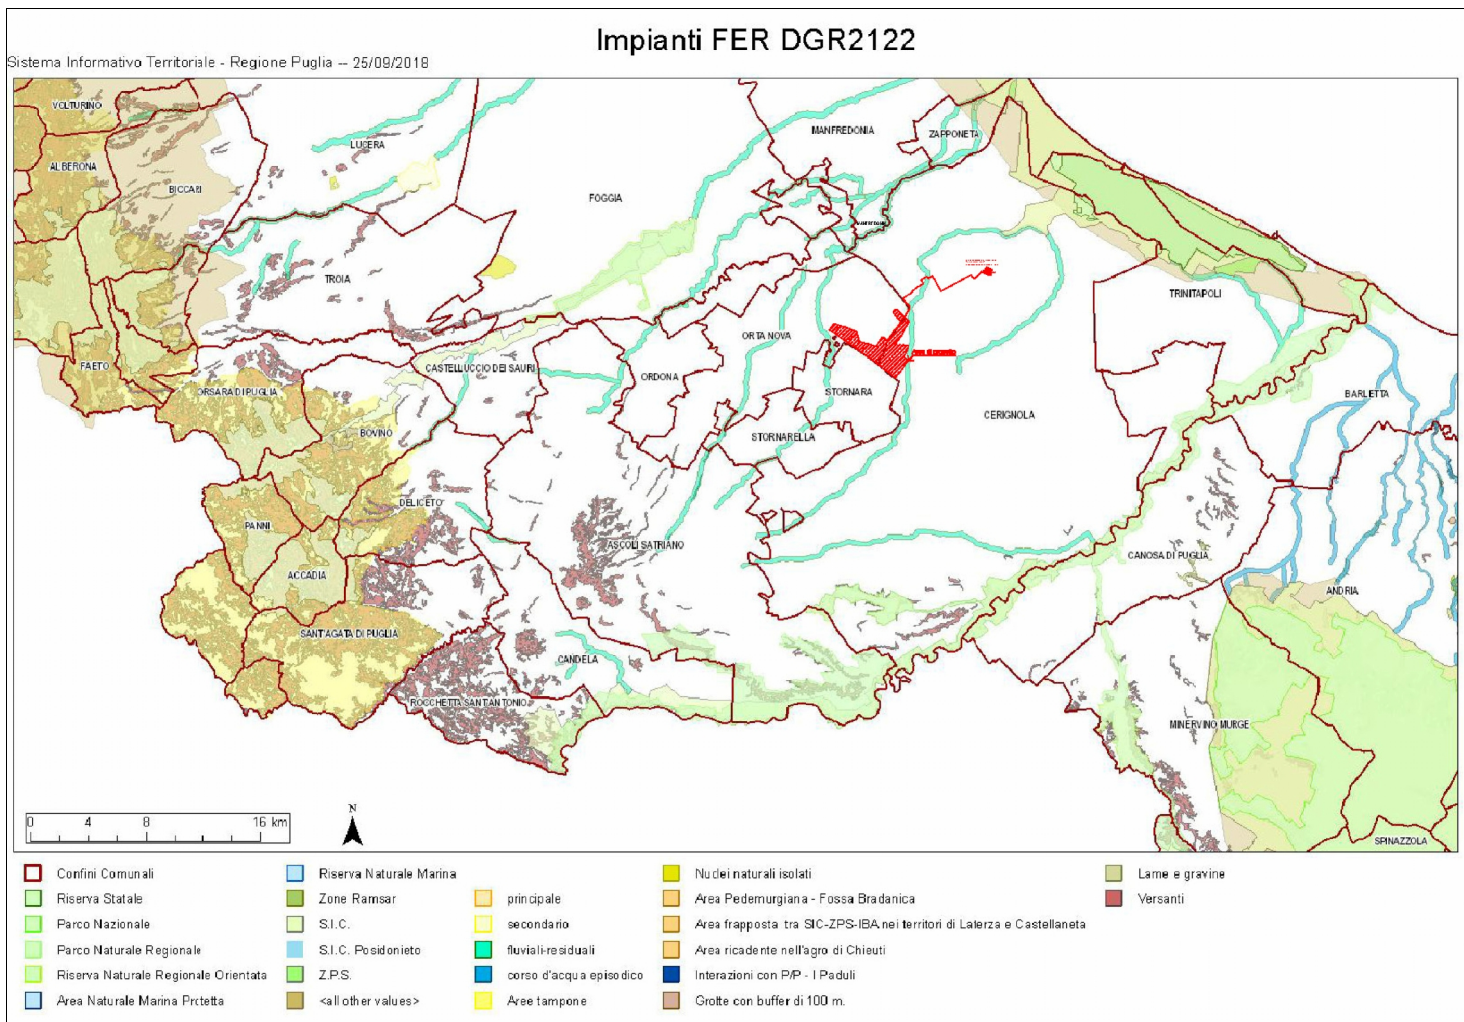 Impianti FER DGR2122
Sistema Informativo Territoriale - Regione Puglia -- 25/09/2018
VOLTURINO
MANFREDONIA
ZAPPONETA
LUCERA
ALBERONA
BICCARI
FOGGIA
TROIA
TRINITAPOLI
ORTA NOVA
FAETO
CASTELLUCCIO DEI SAURI
ORDONA
ORSARA DI PUGLIA
STORNARA
BARLETTA
CERIGNOLA
BOVINO
STORNARELLA
DELICETO
PANNI
ASCOLI SATRIANO
CANOSA DI PUGLIA
ACCADIA
ANDRIA
SANT'AGATA DI PUGLIA
CANDELA
ROCCHETTA SANT'ANTONIO
MINERVINO MURGE
SPINAZZOLA
0 4 8 16 km
N
Confini Comunali
Riserva Statale
Parco Nazionale
Parco Naturale Regionale
Riserva Naturale Regionale Orientata
Area Naturale Marina Protetta
Riserva Naturale Marina
Zone Ramsar
S.I.C.
S.I.C. Posidonieto
Z.P.S.
<all other values>
principale
secondario
fluviali-residuali
corso d'acqua episodico
Aree tampone
Nuclei naturali isolati
Area Pedemurgiana - Fossa Bradanica
Area frapposta tra SIC-ZPS-IBA nei territori di Laterza e Castellaneta
Area ricadente nell'agro di Chieuti
Interazioni con P/P - I Paduli
Grotte con buffer di 100 m.
Lame e gravine
Versanti